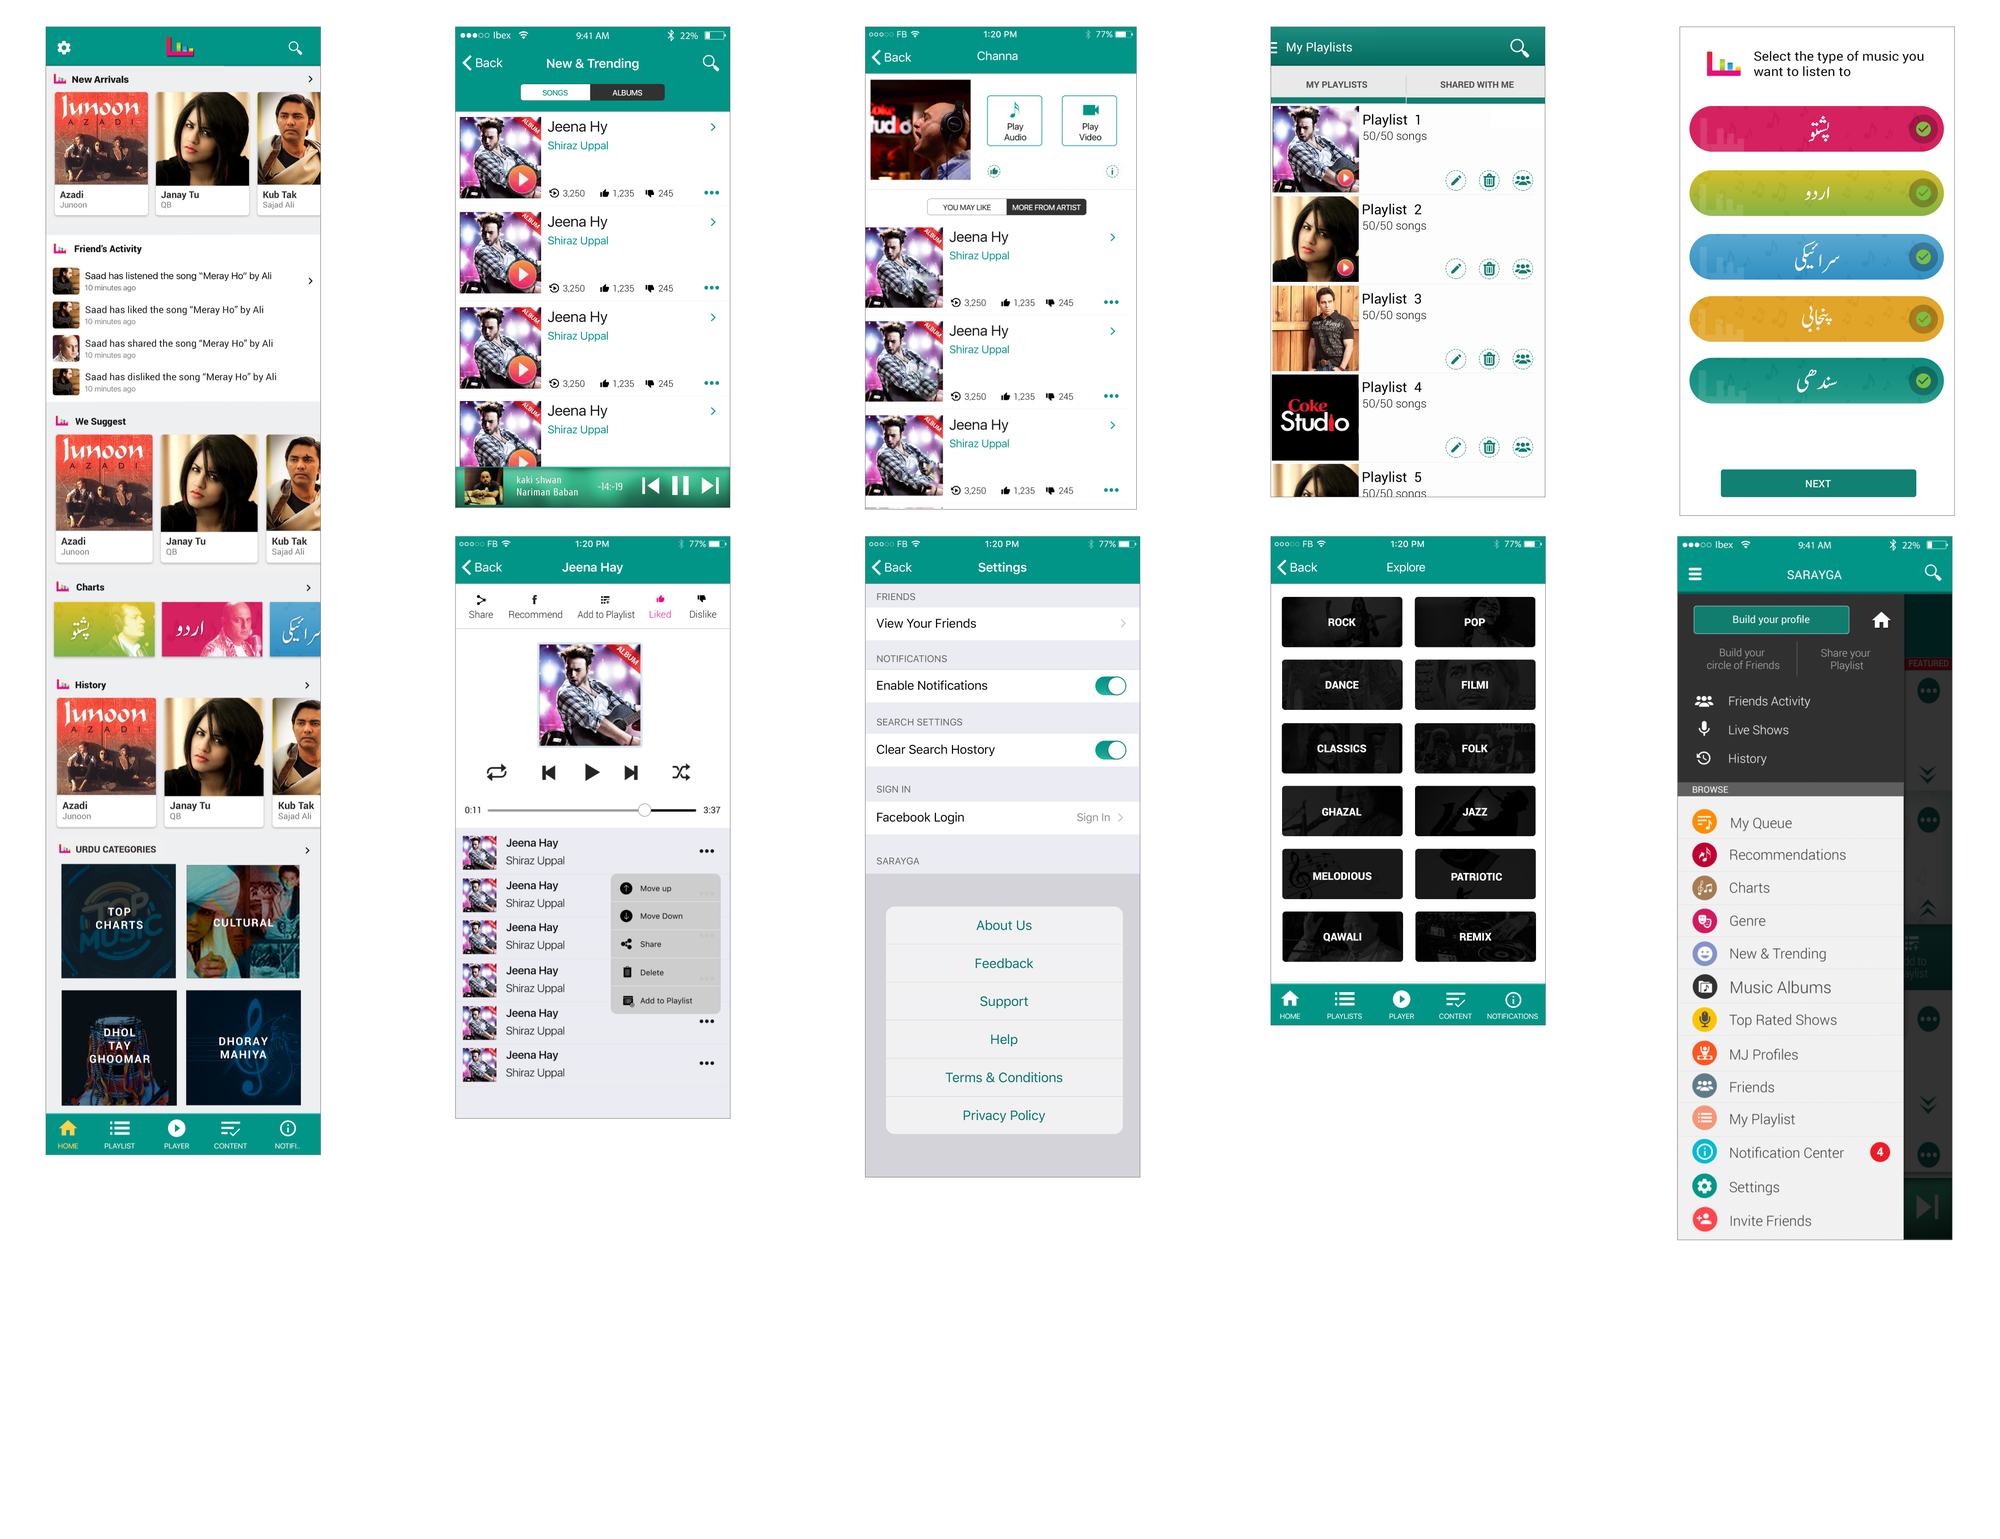 New Arrivals
Junoon
AZADI
Azadi
Junoon
Janay Tu
QB
Kub Tak
Sajad Ali
Friend's Activity
Saad has listened the song “Meray Ho” by Ali
10 minutes ago
Saad has liked the song “Meray Ho” by Ali
10 minutes ago
Saad has shared the song “Meray Ho” by Ali
10 minutes ago
Saad has disliked the song “Meray Ho” by Ali
10 minutes ago
We Suggest
Junoon
AZADI
Azadi
Junoon
Janay Tu
QB
Kub Tak
Sajad Ali
Charts
پشتو
اردو
سرائیکی
History
Junoon
AZADI
Azadi
Junoon
Janay Tu
QB
Kub Tak
Sajad Ali
URDU CATEGORIES
TOP
CHARTS
CULTURAL
DHOL
TAY
GHOOMAR
DHORAY
MAHIYA
HOME
PLAYLIST
PLAYER
CONTENT
NOTIFI..
Ibex
9:41 AM
22%
Back
New & Trending
SONGS
ALBUMS
ALBUM
Jeena Hy
Shiraz Uppal
3,250
1,235
245
ALBUM
Jeena Hy
Shiraz Uppal
3,250
1,235
245
ALBUM
Jeena Hy
Shiraz Uppal
3,250
1,235
245
ALBUM
Jeena Hy
Shiraz Uppal
kaki shwan
Nariman Baban
-14:-19
FB
1:20 PM
77%
Back
Channa
Play
Audio
Play
Video
YOU MAY LIKE
MORE FROM ARTIST
ALBUM
Jeena Hy
Shiraz Uppal
3,250
1,235
245
ALBUM
Jeena Hy
Shiraz Uppal
3,250
1,235
245
ALBUM
Jeena Hy
Shiraz Uppal
3,250
1,235
245
My Playlists
MY PLAYLISTS
SHARED WITH ME
Playlist 1
50/50 songs
Playlist 2
50/50 songs
Playlist 3
50/50 songs
Coke
Studio
Playlist 4
50/50 songs
Playlist 5
50/50 songs
Select the type of music you
want to listen to
پشتو
اردو
سرائیکی
پنجابی
سندھی
NEXT
FB
1:20 PM
77%
Back
Jeena Hay
Share
Recommend
Add to Playlist
Liked
Dislike
ALBUM
0:11
3:37
Jeena Hay
Shiraz Uppal
Jeena Hay
Shiraz Uppal
Jeena Hay
Shiraz Uppal
Jeena Hay
Shiraz Uppal
Jeena Hay
Shiraz Uppal
Jeena Hay
Shiraz Uppal
Move up
Move Down
Share
Delete
Add to Playlist
FB
1:20 PM
77%
Back
Settings
FRIENDS
View Your Friends
NOTIFICATIONS
Enable Notifications
SEARCH SETTINGS
Clear Search Hostory
SIGN IN
Facebook Login
Sign In
SARAYGA
About Us
Feedback
Support
Help
Terms & Conditions
Privacy Policy
FB
1:20 PM
77%
Back
Explore
ROCK
POP
DANCE
FILMI
CLASSICS
FOLK
GHAZAL
JAZZ
MELODIOUS
PATRIOTIC
QAWALI
REMIX
HOME
PLAYLISTS
PLAYER
CONTENT
NOTIFICATIONS
Ibex
9:41 AM
22%
SARAYGA
Build your profile
Build your
circle of Friends
Share your
Playlist
FEATURED
Friends Activity
Live Shows
History
BROWSE
My Queue
Recommendations
Charts
Genre
New & Trending
Music Albums
Top Rated Shows
MJ Profiles
Friends
My Playlist
Notification Center
4
Settings
Invite Friends